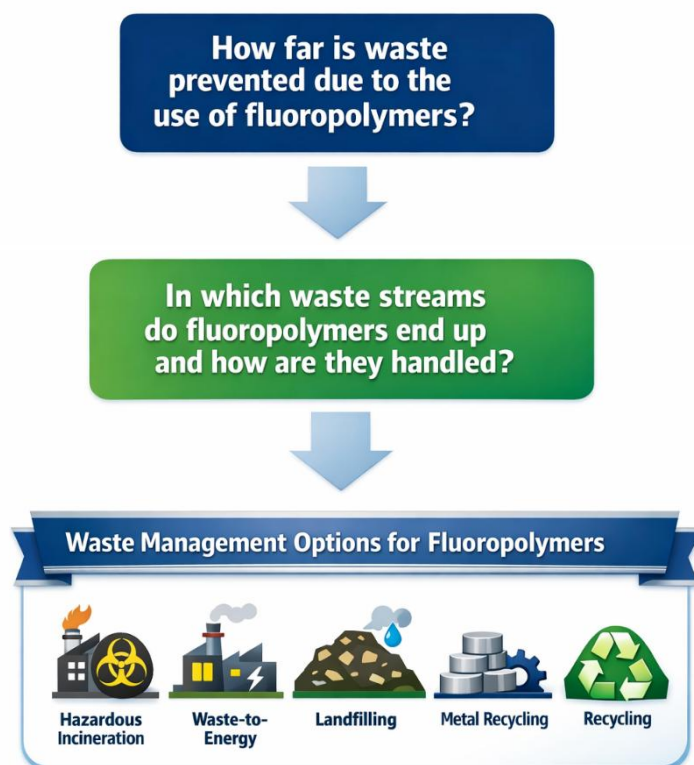 How far is waste
prevented due to the
use of fluoropolymers?
In which waste streams
do fluoropolymers end up
and how are they handled?
Waste Management Options for Fluoropolymers
Hazardous
Incineration
Waste-to-
Energy
Landfilling
Metal Recycling
Recycling